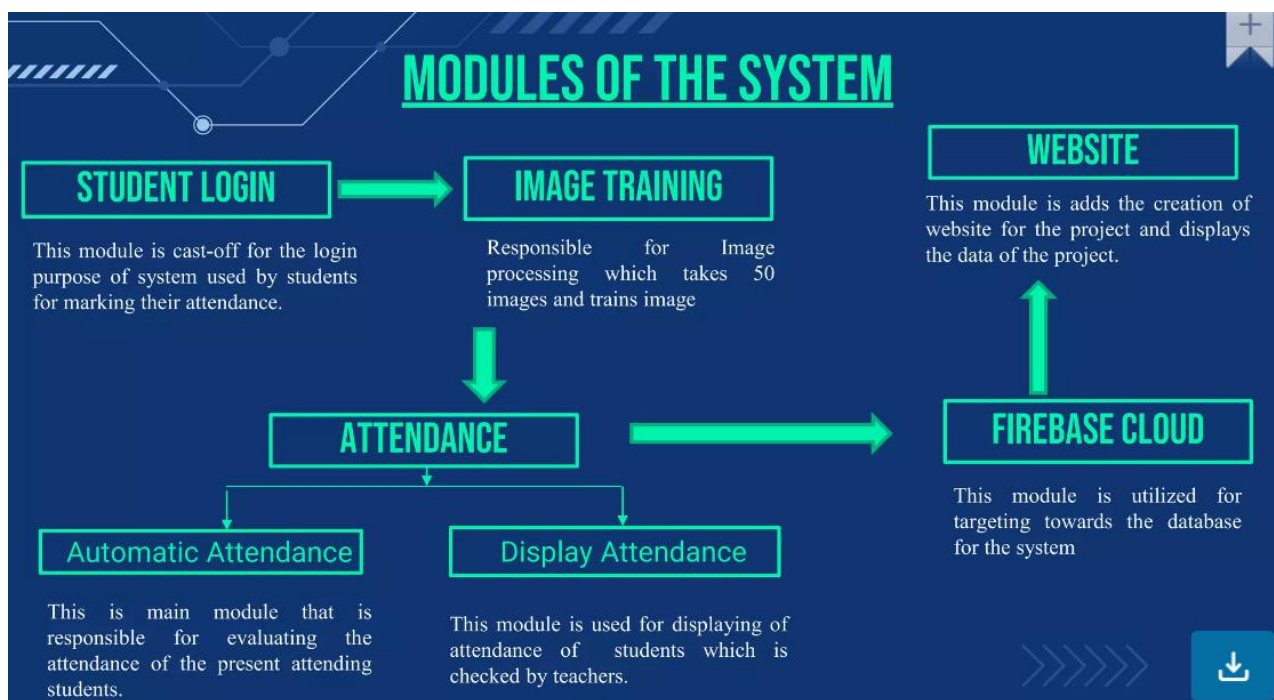 MODULES OF THE SYSTEM
STUDENT LOGIN
This module is cast-off for the login
purpose of system used by students
for marking their attendance.
IMAGE TRAINING
Responsible for Image
processing which takes 50
images and trains image
WEBSITE
This module is adds the creation of
website for the project and displays
the data of the project.
ATTENDANCE
FIREBASE CLOUD
This module is utilized for
targeting towards the database
for the system
Automatic Attendance
This is main module that is
responsible for evaluating the
attendance of the present attending
students.
Display Attendance
This module is used for displaying of
attendance of students which is
checked by teachers.